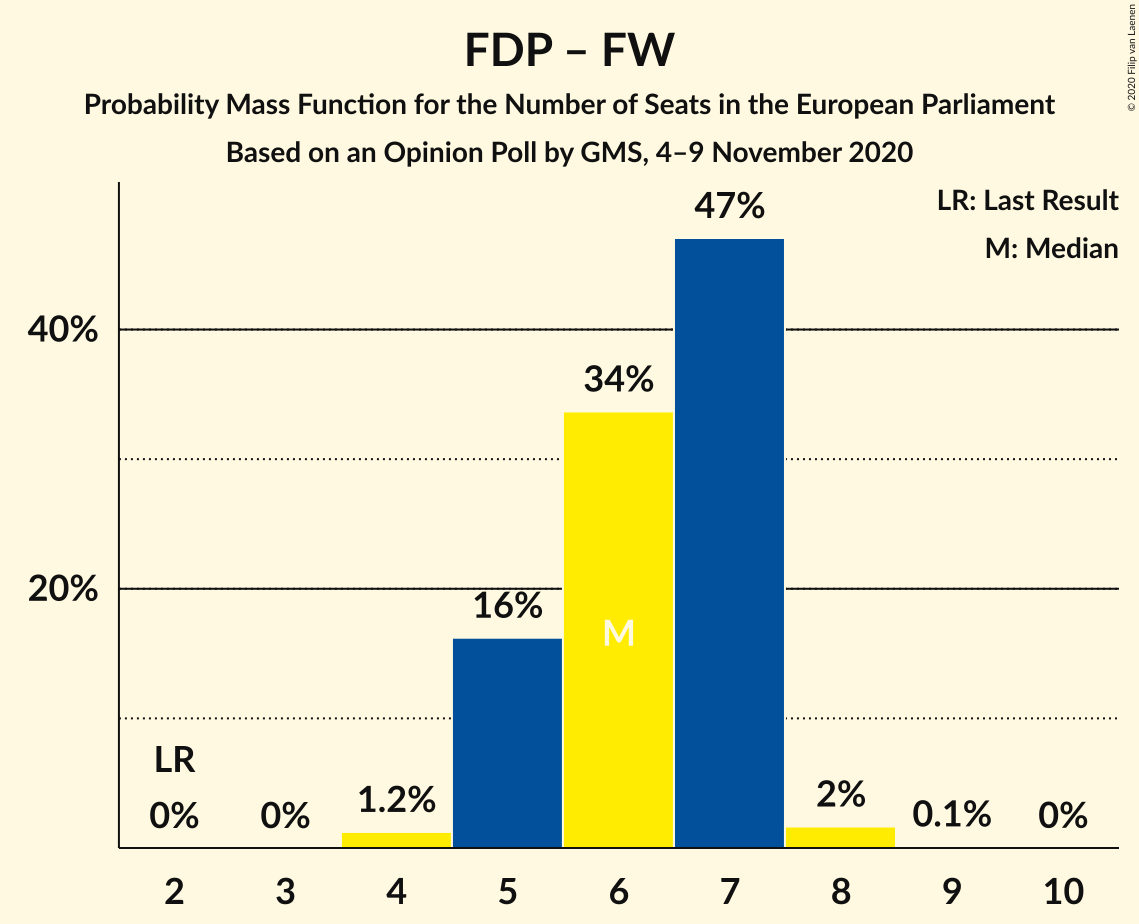 FDP – FW
Probability Mass Function for the Number of Seats in the European Parliament
Based on an Opinion Poll by GMS, 4–9 November 2020
© 2020 Filip van Laenen
LR: Last Result
M: Median
47%
40%
34%
20%
16%
M
LR
0%
0%
1.2%
2%
0.1%
0%
2 3 4 5 6 7 8 9 10